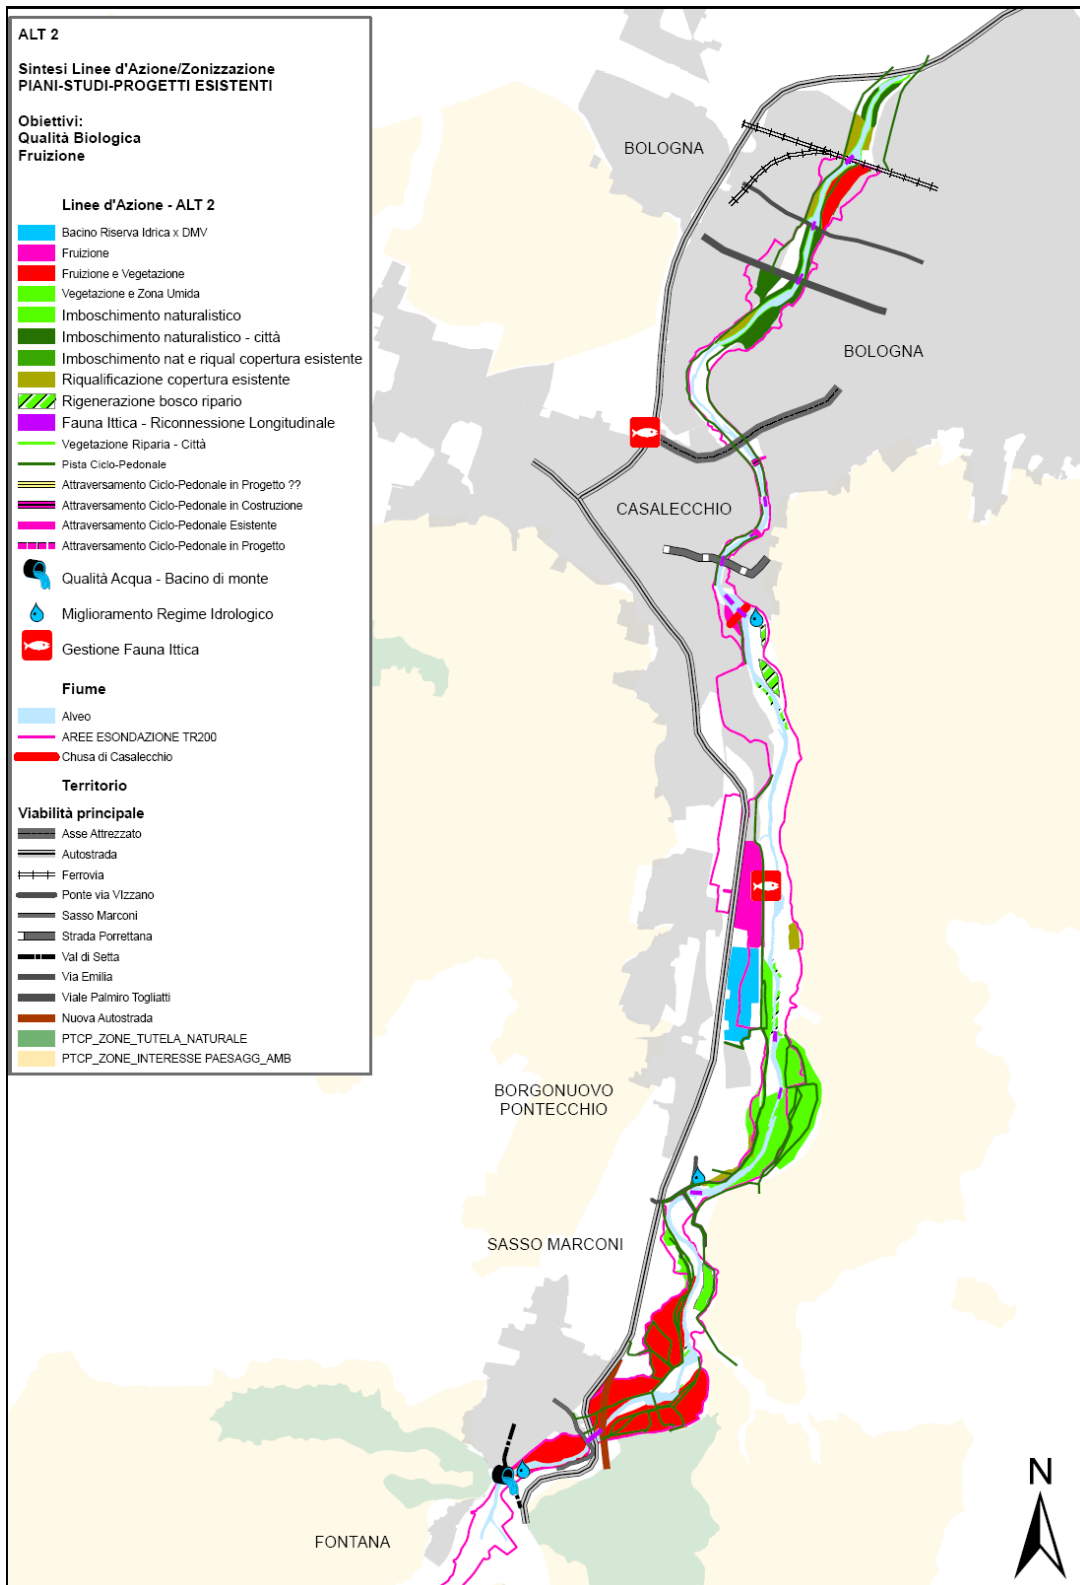 ALT 2
Sintesi Linee d'Azione/Zonizzazione
PIANI-STUDI-PROGETTI ESISTENTI
Obiettivi:
Qualità Biologica
Fruizione
Linee d'Azione - ALT 2
Bacino Riserva Idrica x DMV
Fruizione
Fruizione e Vegetazione
Vegetazione e Zona Umida
Imboschimento naturalistico
Imboschimento naturalistico - città
Imboschimento nat e riqual copertura esistente
Riqualificazione copertura esistente
Rigenerazione bosco ripario
Fauna Ittica - Riconnessione Longitudinale
Vegetazione Riparia - Città
Pista Ciclo-Pedonale
Attraversamento Ciclo-Pedonale in Progetto ??
Attraversamento Ciclo-Pedonale in Costruzione
Attraversamento Ciclo-Pedonale Esistente
Attraversamento Ciclo-Pedonale in Progetto
Qualità Acqua - Bacino di monte
Miglioramento Regime Idrologico
Gestione Fauna Ittica
Fiume
Alveo
AREE ESONDAZIONE TR200
Chusa di Casalecchio
Territorio
Viabilità principale
Asse Attrezzato
Autostrada
Ferrovia
Ponte via VIzzano
Sasso Marconi
Strada Porrettana
Val di Setta
Via Emilia
Viale Palmiro Togliatti
Nuova Autostrada
PTCP_ZONE_TUTELA_NATURALE
PTCP_ZONE_INTERESSE PAESAGG_AMB
BOLOGNA
BOLOGNA
CASALECCHIO
BORGONUOVO
PONTECCHIO
SASSO MARCONI
FONTANA
N